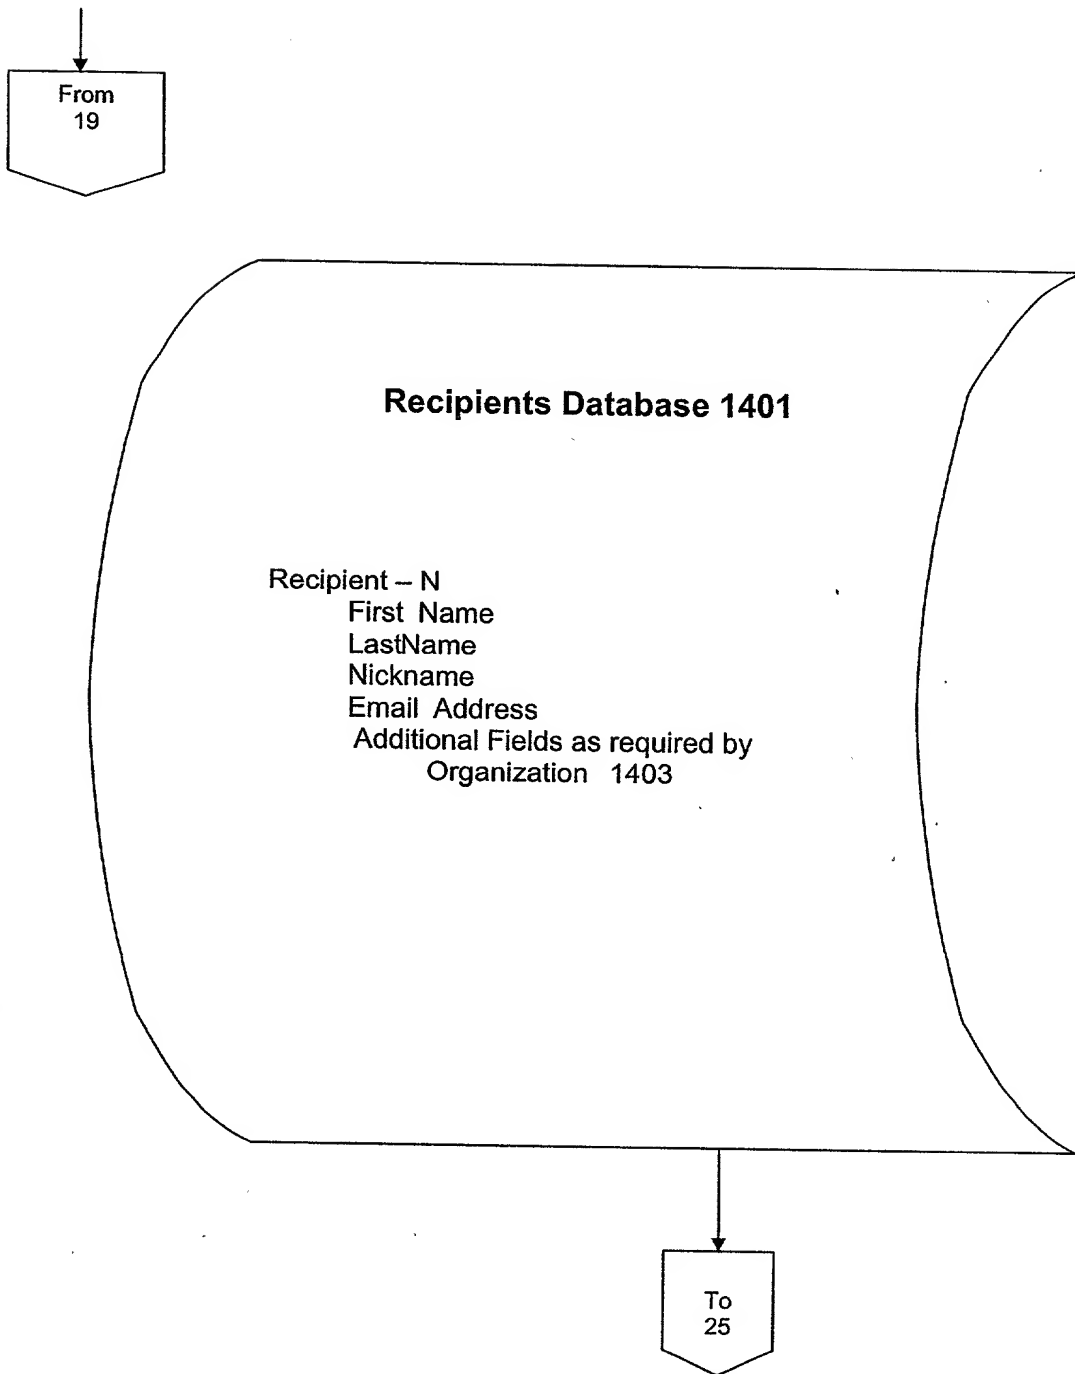 From
19
Recipients Database 1401
Recipient – N
First Name
LastName
Nickname
Email Address
Additional Fields as required by
Organization 1403
To
25